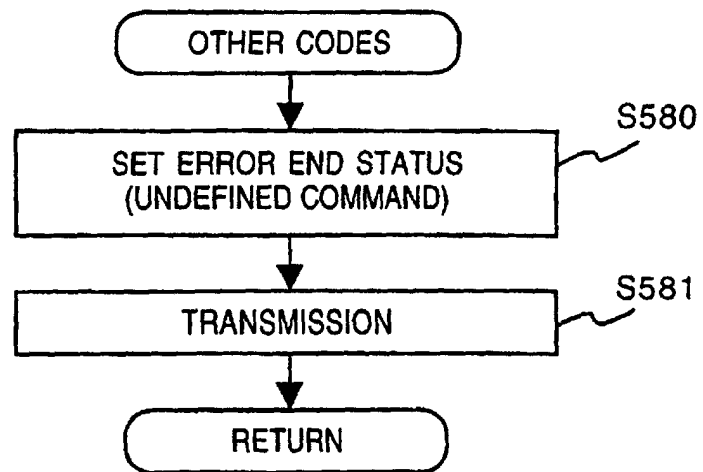 OTHER CODES
S580
SET ERROR END STATUS
(UNDEFINED COMMAND)
S581
TRANSMISSION
RETURN